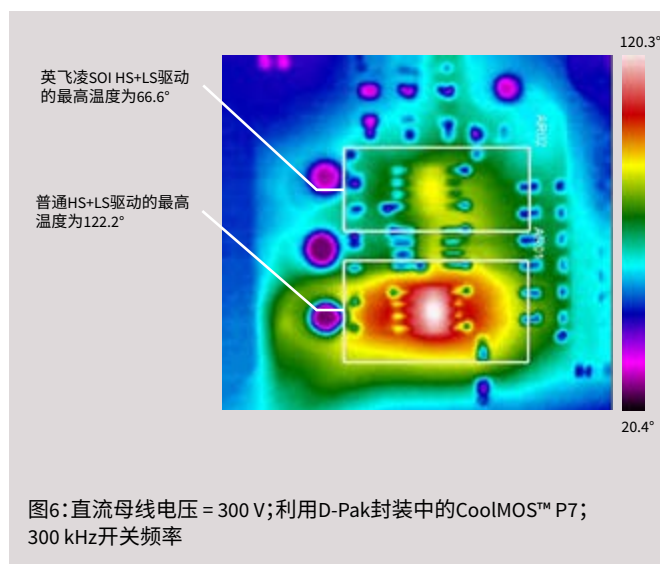 120.3°
英飞凌SOI HS+LS驱动
的最高温度为66.6°
AR02
普通HS+LS驱动的最高
温度为122.2°
AR01
20.4°
图6：直流母线电压 = 300 V；利用D-Pak封装中的CoolMOS™ P7；
300 kHz开关频率